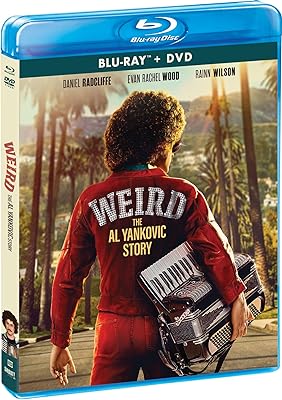 Blu-ray Disc
BLU-RAY™ + DVD
DANIEL RADCLIFFE
EVAN RACHEL WOOD
RAINN WILSON
WEIRD
THE
AL YANKOVIC
STORY
WEIRD
THE AL YANKOVIC STORY